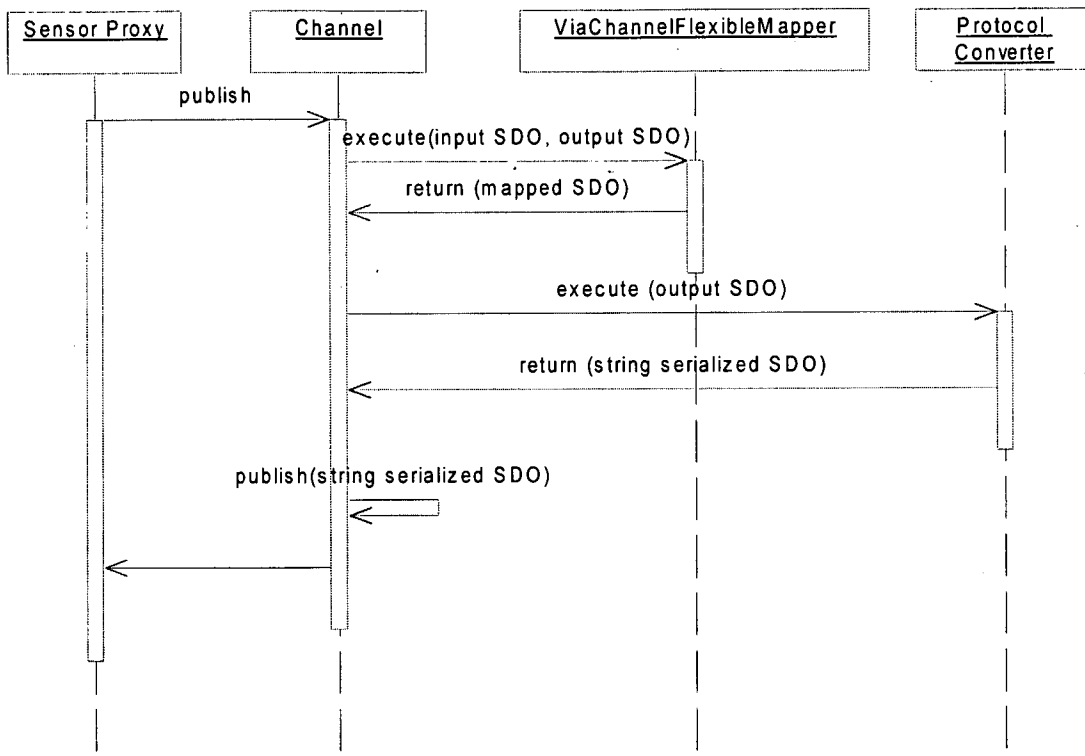 Sensor Proxy
Channel
ViaChannelFlexibleMapper
Protocol
Converter
publish
execute(input SDO, output SDO)
return (mapped SDO)
execute (output SDO)
return (string serialized SDO)
publish(string serialized SDO)